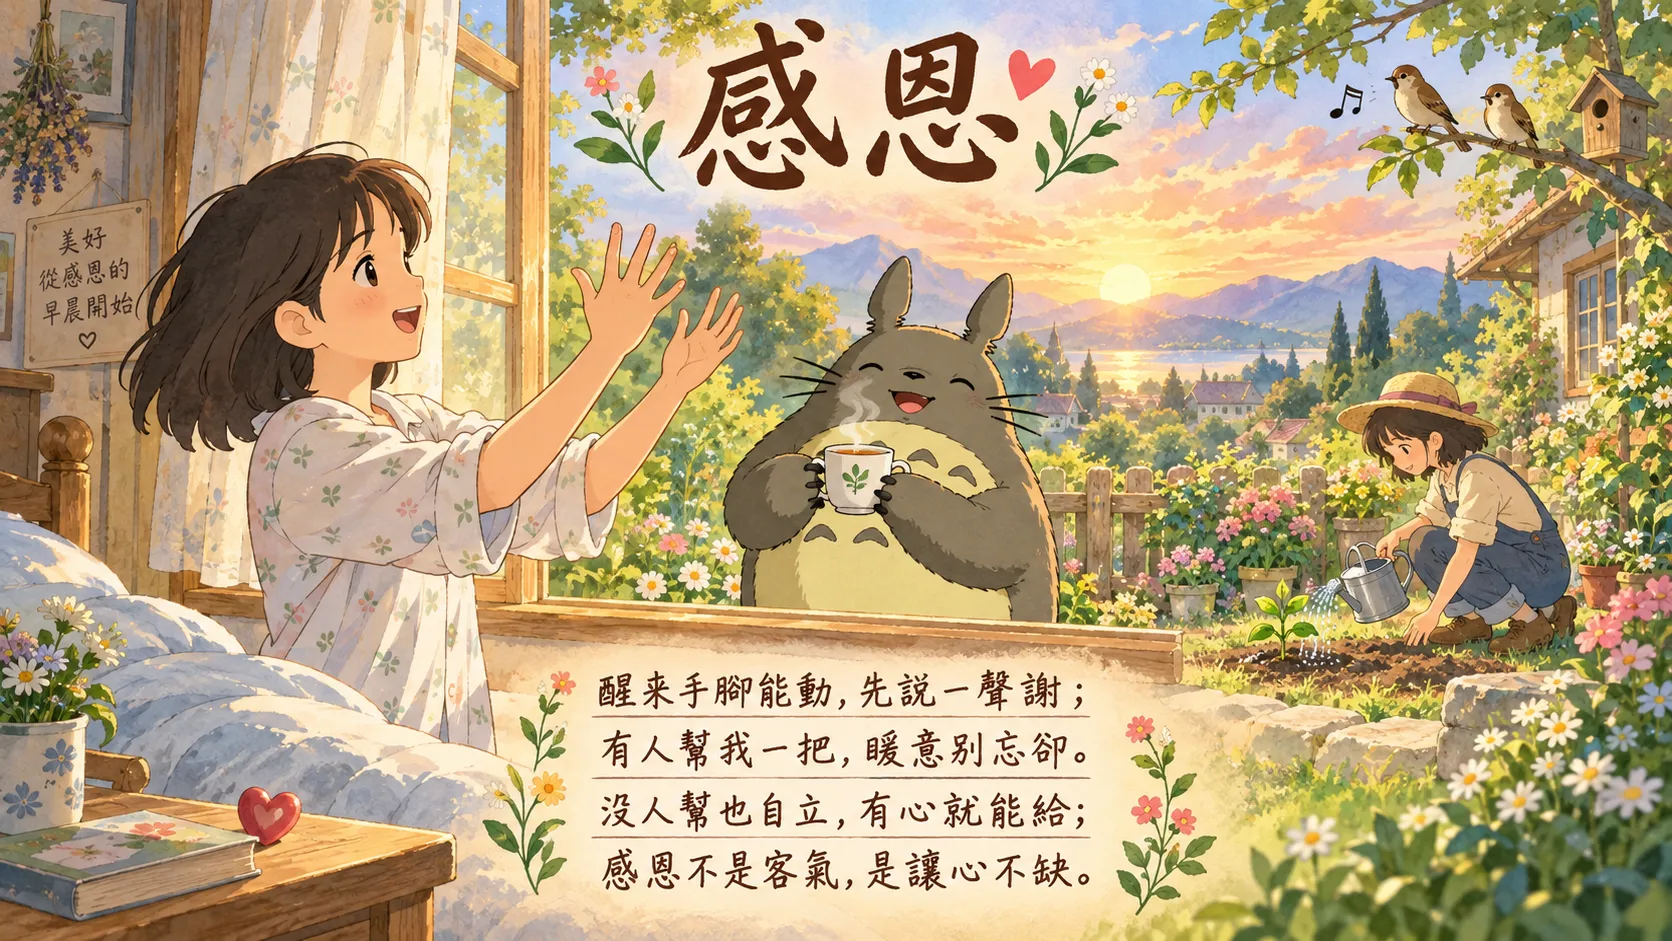 感恩
美好
從感恩的
早晨開始
醒来手腳能動,先説一聲謝;
有人幫我一把,暖意別忘卻。
没人幫也自立,有心就能給;
感恩不是客氣,是讓心不缺。